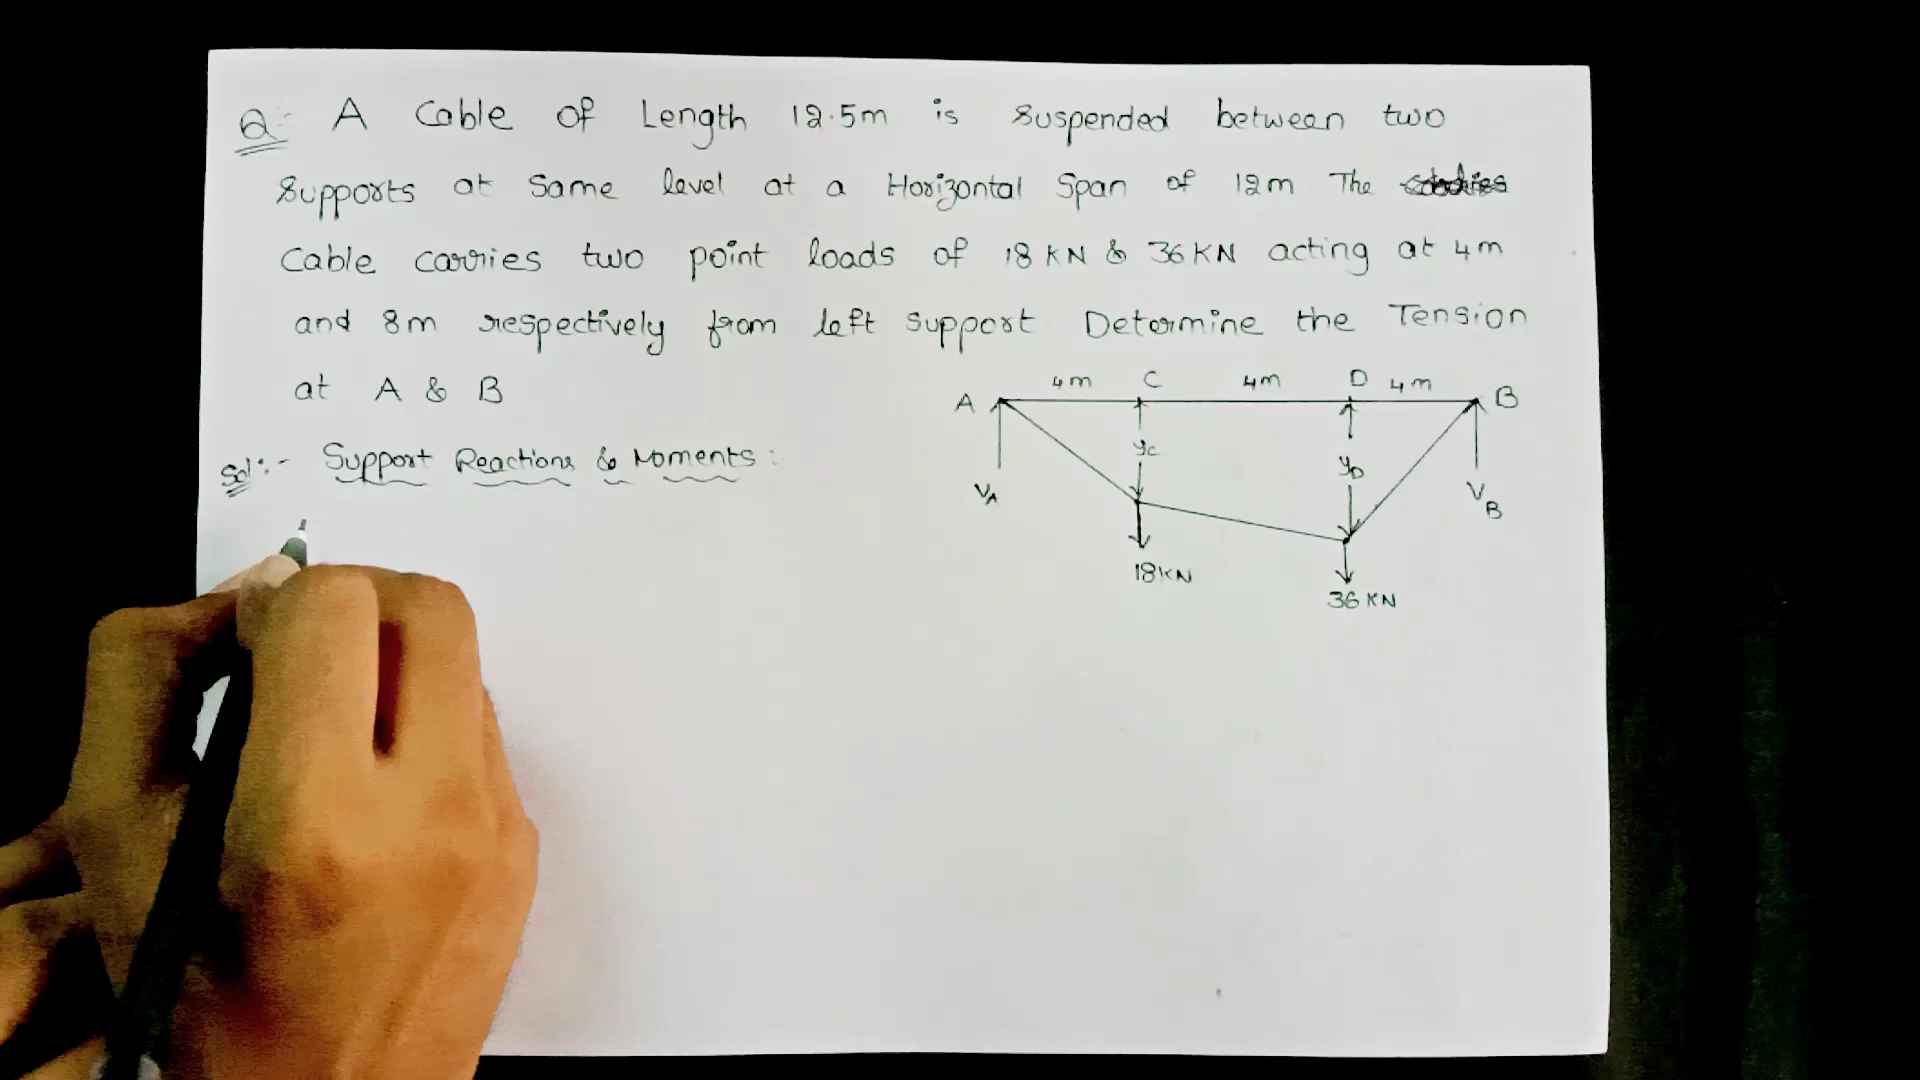 Q:- A Cable of Length 12.5m is suspended between two
supports at same level at a Horizontal Span of 12m The
Cable carries two point loads of 18 KN & 36 KN acting at 4m
and 8m respectively from left support. Determine the Tension
at A & B
4m C 4m D 4m
A B
yc yD
VA VB
18KN
36 KN
Sol:- Support Reactions & Moments: